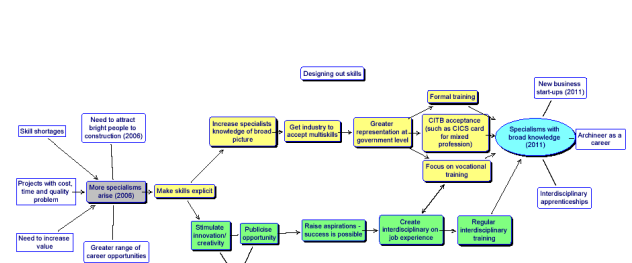 Designing out skills
Formal training
New business
start-ups (2011)
Skill shortages
Need to attract
bright people to
construction (2006)
Increase specialists
knowledge of broad
picture
Get industry to
accept multiskills
Greater
representation at
government level
CITB acceptance
(such as CICS card
for mixed
profession)
Specialisms with
broad knowledge
(2011)
Archineer as a
career
Focus on vocational
training
Projects with cost,
time and quality
problem
More specialisms
arise (2006)
Make skills explicit
Interdisciplinary
apprenticeships
Need to increase
value
Greater range of
career opportunities
Stimulate
innovation/
creativity
Publicise
opportunity
Raise aspirations -
success is possible
Create
interdisciplinary on
job experience
Regular
interdisciplinary
training